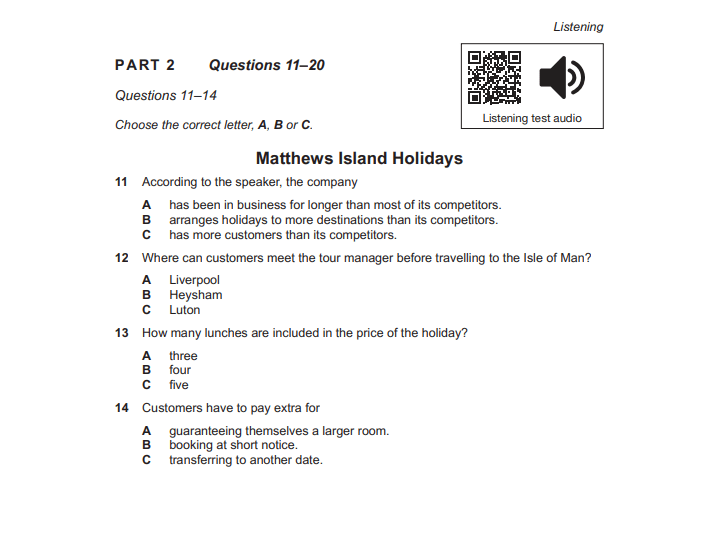 Listening
PART 2 Questions 11–20
Questions 11–14
Choose the correct letter, A, B or C.
Listening test audio
Matthews Island Holidays
11 According to the speaker, the company
A has been in business for longer than most of its competitors.
B arranges holidays to more destinations than its competitors.
C has more customers than its competitors.
12 Where can customers meet the tour manager before travelling to the Isle of Man?
A Liverpool
B Heysham
C Luton
13 How many lunches are included in the price of the holiday?
A three
B four
C five
14 Customers have to pay extra for
A guaranteeing themselves a larger room.
B booking at short notice.
C transferring to another date.